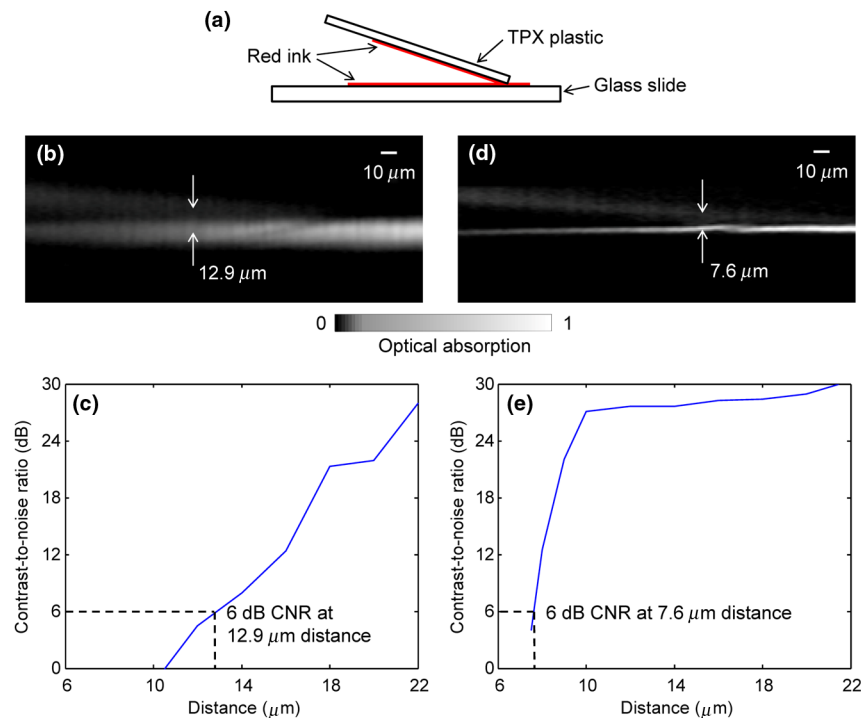 (a)
TPX plastic
Red ink
Glass slide
(b)
10 μm
12.9 μm
(d)
10 μm
7.6 μm
0
1
Optical absorption
(c)
Contrast-to-noise ratio (dB)
30
24
18
12
6
0
6 dB CNR at
12.9 μm distance
6
10
14
18
22
Distance (μm)
(e)
Contrast-to-noise ratio (dB)
30
24
18
12
6
0
6 dB CNR at 7.6 μm distance
6
10
14
18
22
Distance (μm)